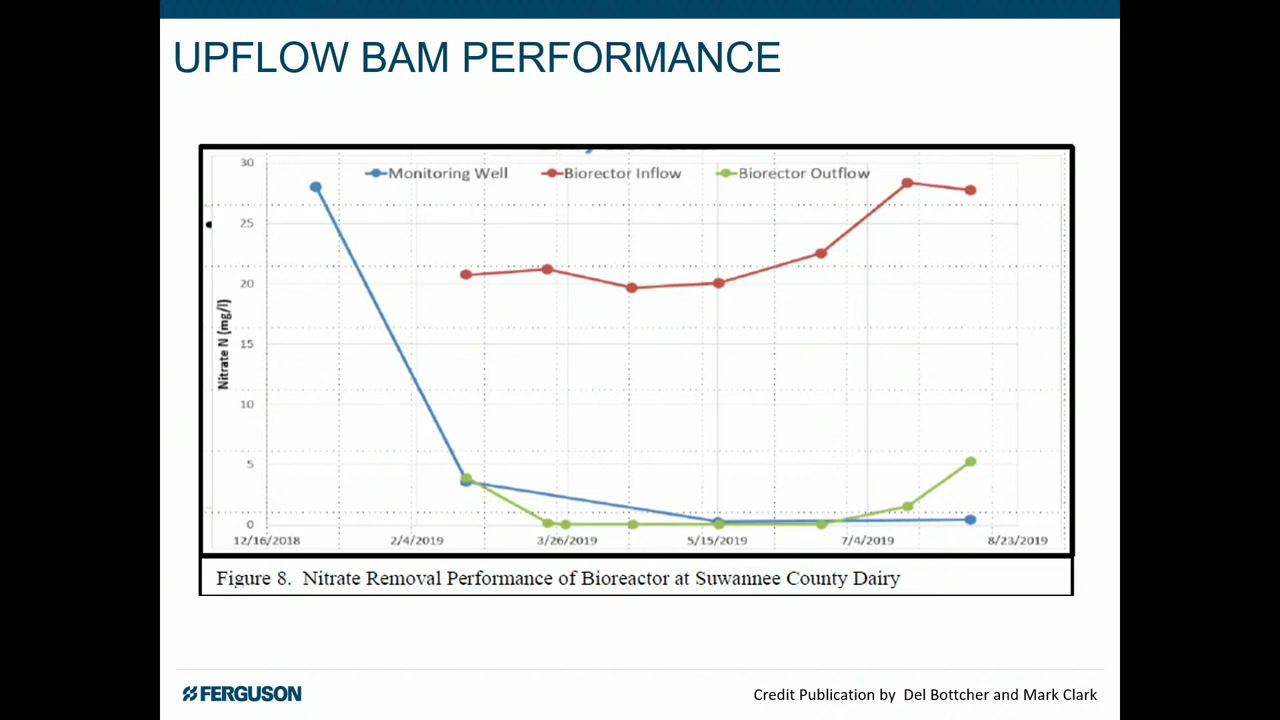 UPFLOW BAM PERFORMANCE
Monitoring Well Biorector Inflow Biorector Outflow
30
25
20
15
10
5
0
Nitrate N (mg/l)
12/16/2018 2/4/2019 3/26/2019 5/15/2019 7/4/2019 8/23/2019
Figure 8. Nitrate Removal Performance of Bioreactor at Suwannee County Dairy
FERGUSON
Credit Publication by Del Bottcher and Mark Clark